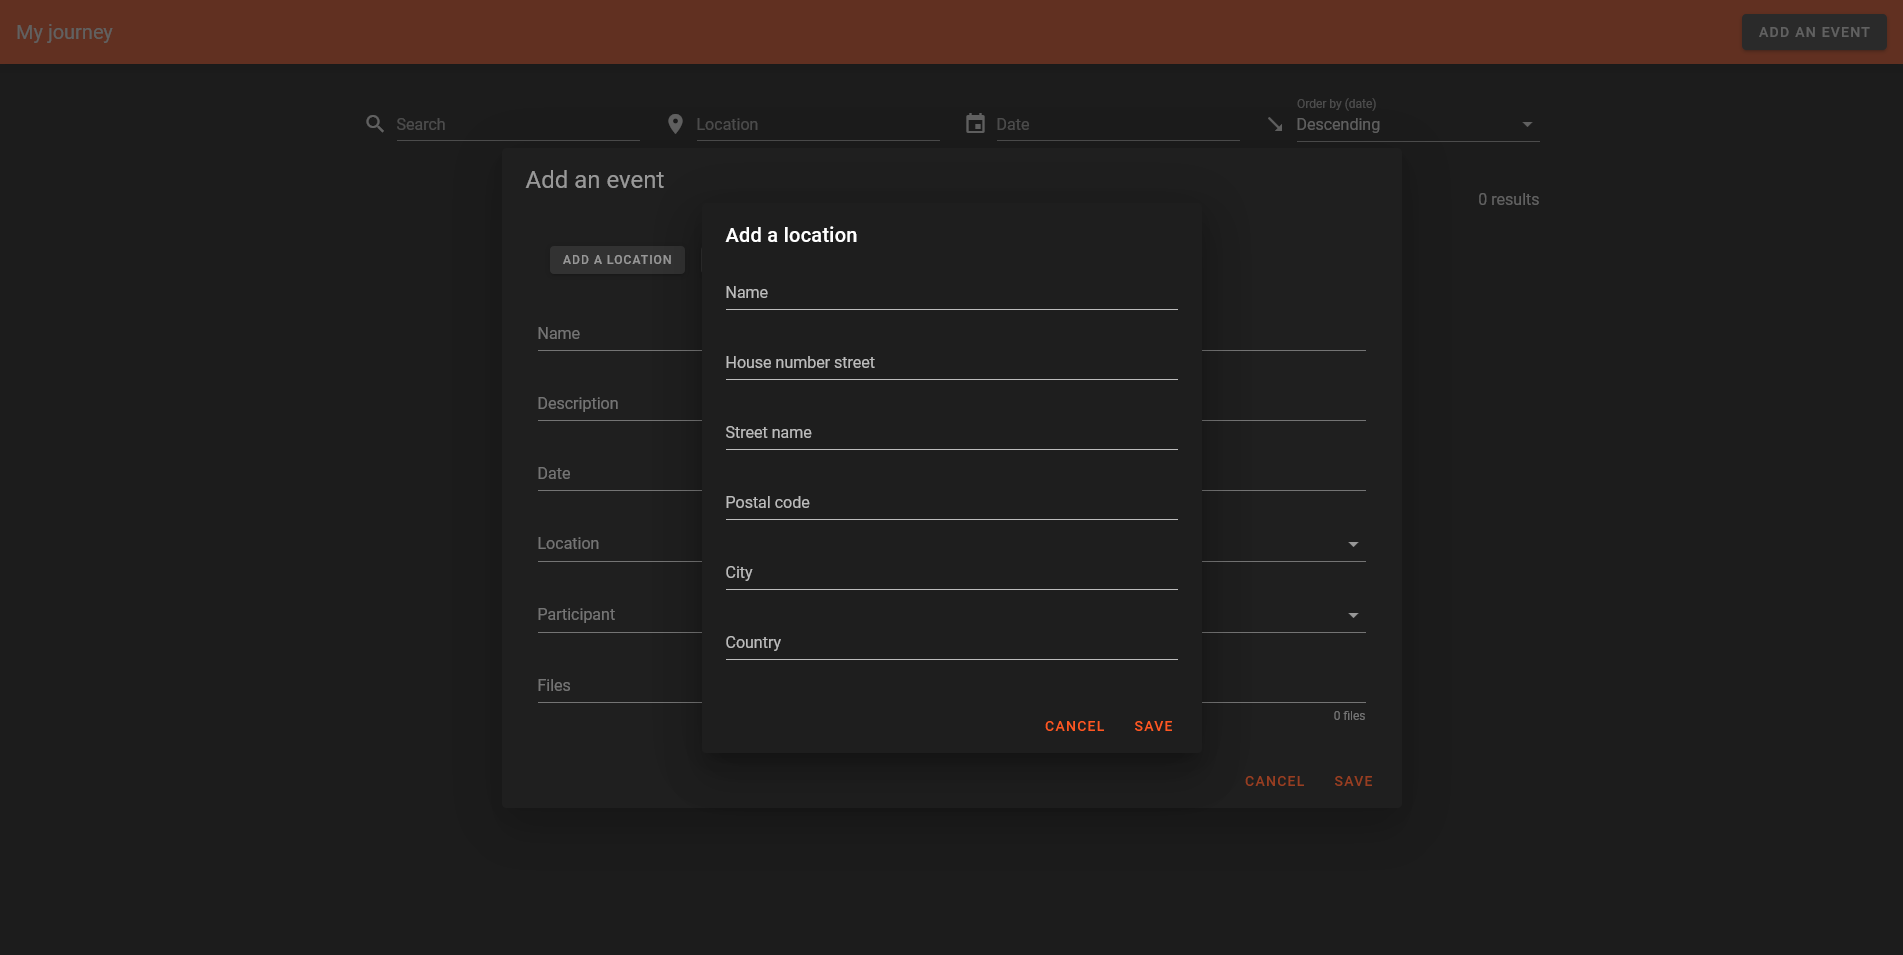 My journey
ADD AN EVENT
Search
Location
Date
Order by (date)
Descending
0 results
Add an event
ADD A LOCATION
Name
Description
Date
Location
Participant
Files
0 files
CANCEL SAVE
Add a location
Name
House number street
Street name
Postal code
City
Country
CANCEL SAVE